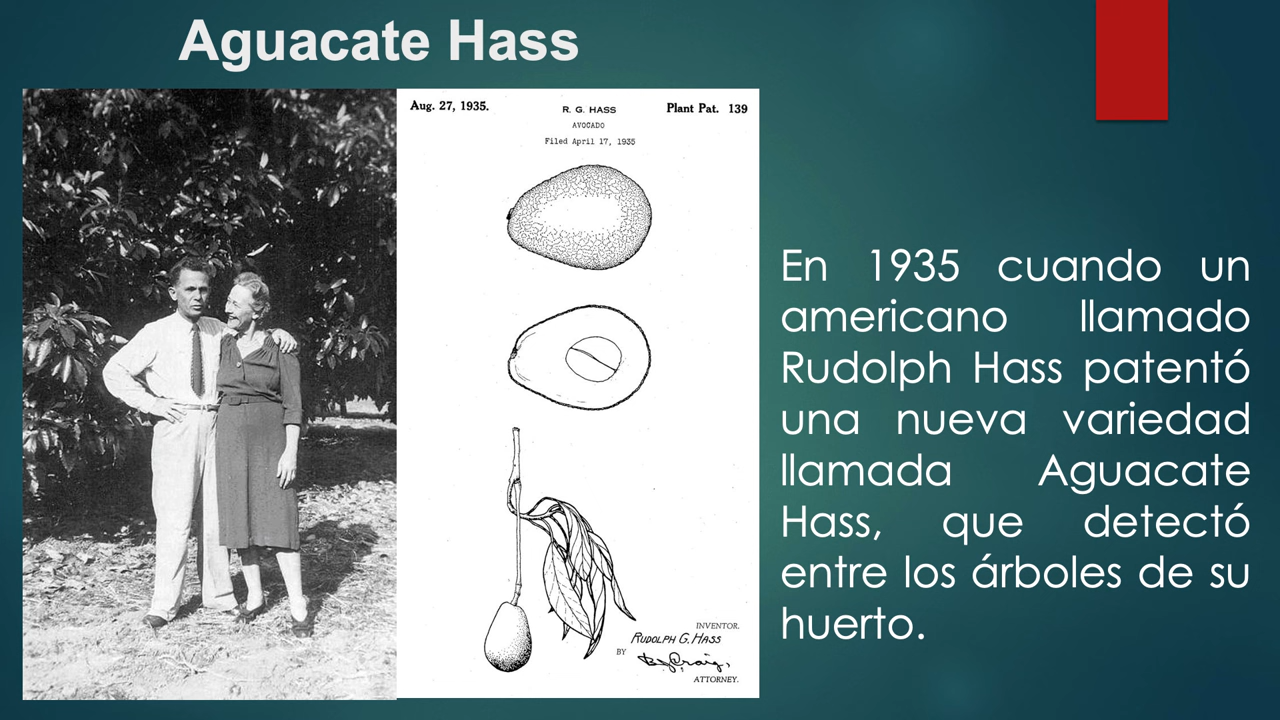 Aguacate Hass
Aug. 27, 1935.
R. G. HASS
Plant Pat. 139
AVOCADO
Filed April 17, 1935
INVENTOR.
RUDOLPH G. HASS
BY
ATTORNEY.
En 1935 cuando un
americano llamado
Rudolph Hass patentó
una nueva variedad
llamada Aguacate
Hass, que detectó
entre los árboles de su
huerto.